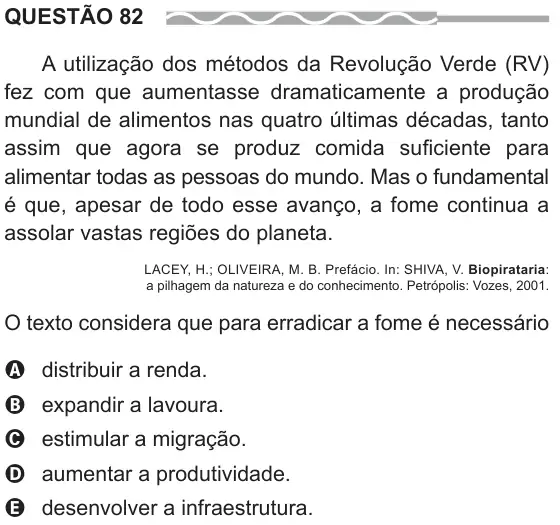 QUESTÃO 82
A utilização dos métodos da Revolução Verde (RV)
fez com que aumentasse dramaticamente a produção
mundial de alimentos nas quatro últimas décadas, tanto
assim que agora se produz comida suficiente para
alimentar todas as pessoas do mundo. Mas o fundamental
é que, apesar de todo esse avanço, a fome continua a
assolar vastas regiões do planeta.
LACEY, H.; OLIVEIRA, M. B. Prefácio. In: SHIVA, V. Biopirataria:
a pilhagem da natureza e do conhecimento. Petrópolis: Vozes, 2001.
O texto considera que para erradicar a fome é necessário
A distribuir a renda.
B expandir a lavoura.
C estimular a migração.
D aumentar a produtividade.
E desenvolver a infraestrutura.